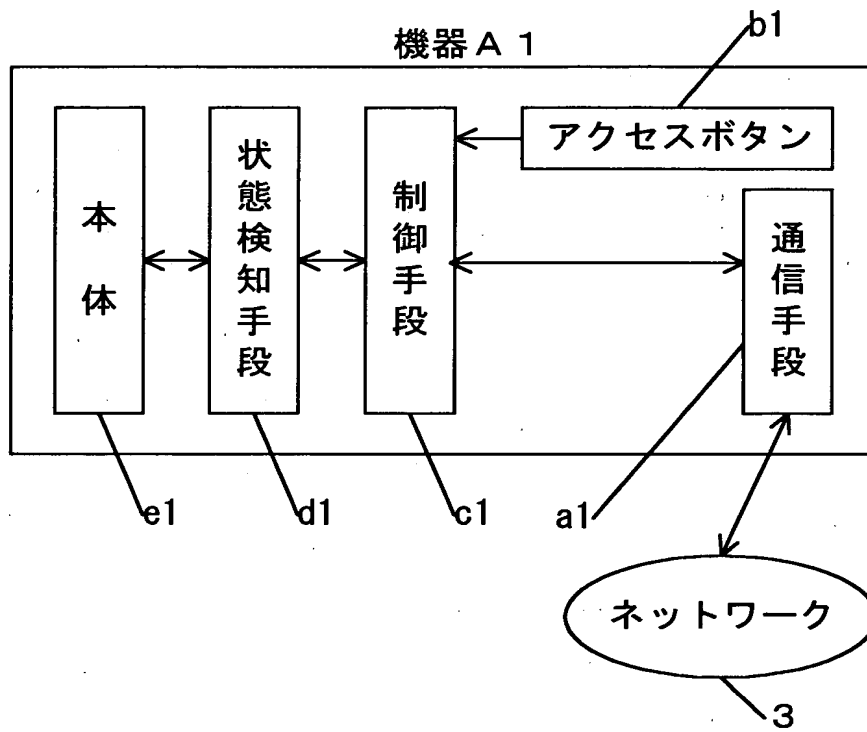 機器A 1
b1
アクセスボタン
本体
状態検知手段
制御手段
通信手段
e1
d1
c1
a1
ネットワーク
3